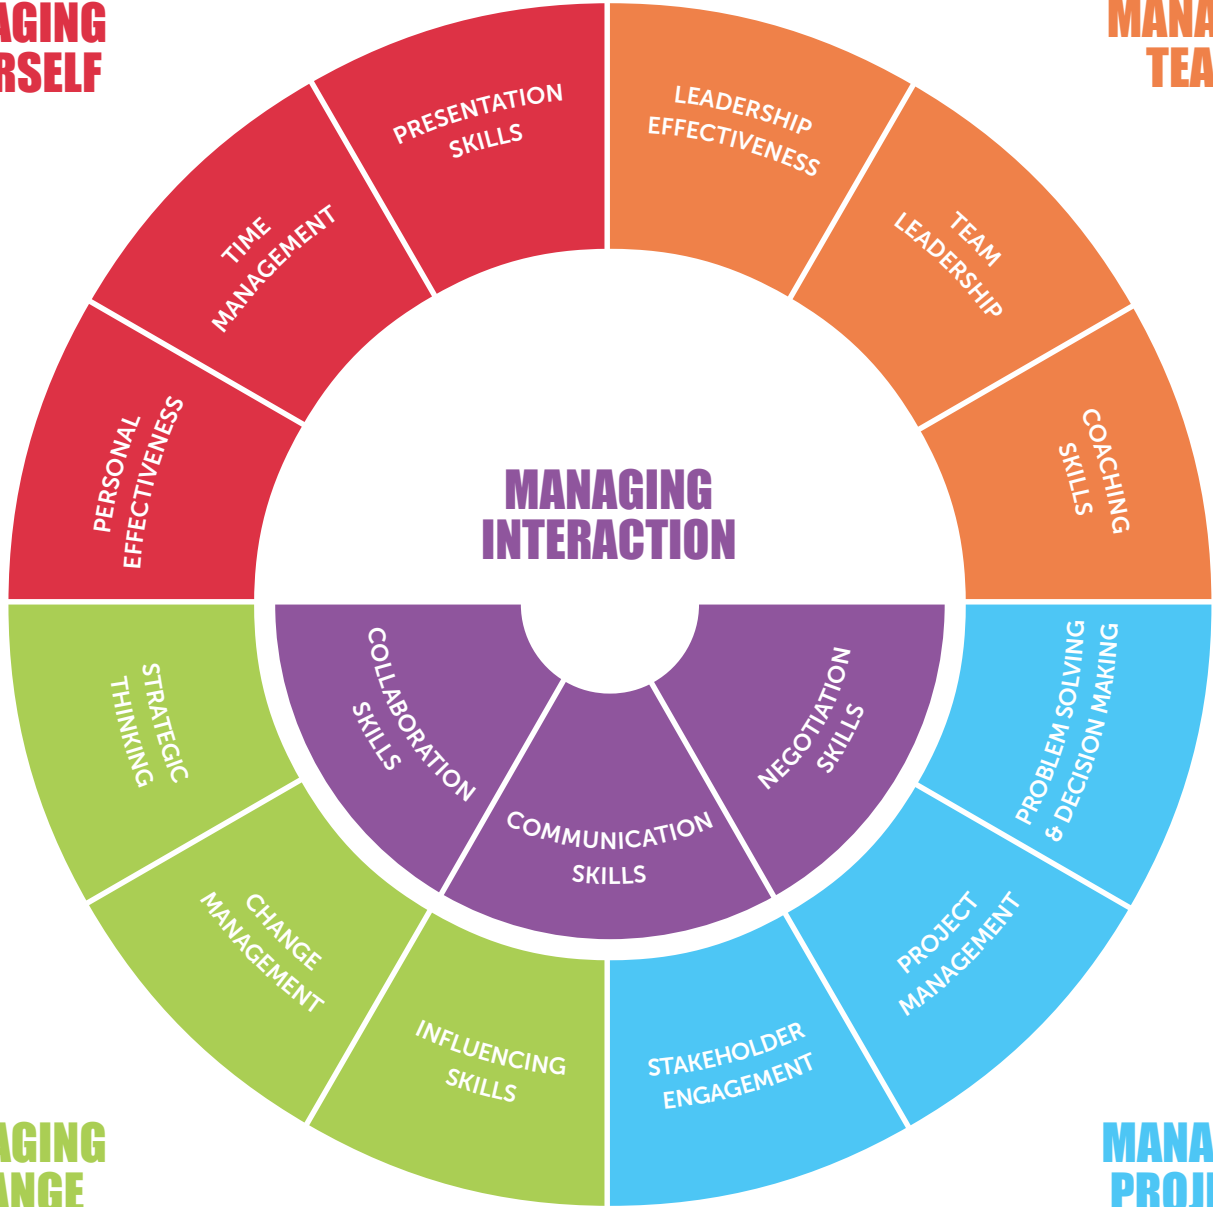 AGING
RSELF
MANA
TEA
PRESENTATION
SKILLS
LEADERSHIP
EFFECTIVENESS
TIME
MANAGEMENT
TEAM
LEADERSHIP
PERSONAL
EFFECTIVENESS
COACHING
SKILLS
MANAGING
INTERACTION
STRATEGIC
THINKING
COLLABORATION
SKILLS
NEGOTIATION
SKILLS
PROBLEM SOLVING
& DECISION MAKING
COMMUNICATION
SKILLS
CHANGE
MANAGEMENT
PROJECT
MANAGEMENT
INFLUENCING
SKILLS
STAKEHOLDER
ENGAGEMENT
AGING
ANGE
MANA
PROJ